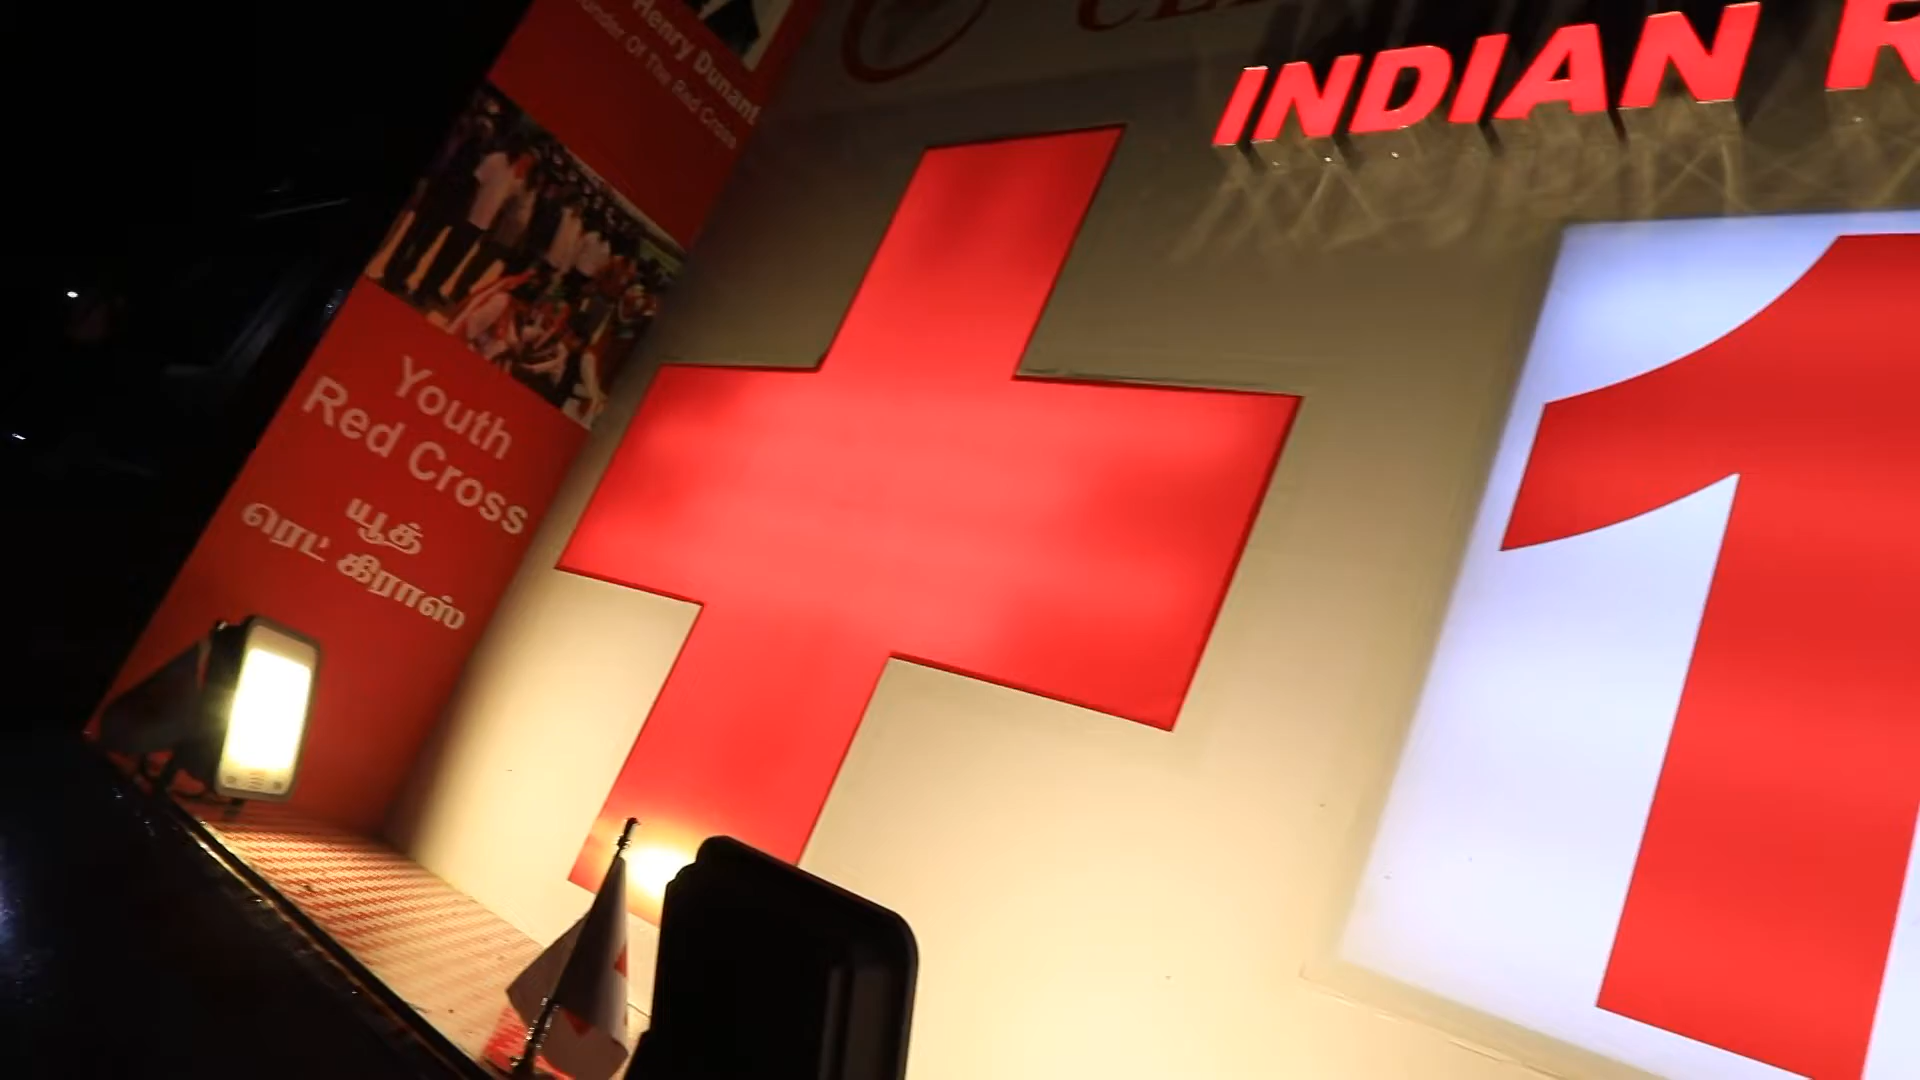 Henry Dunant
Founder Of The Red Cross
INDIAN
Youth
Red Cross
யூத்
ரெட் கிராஸ்
1